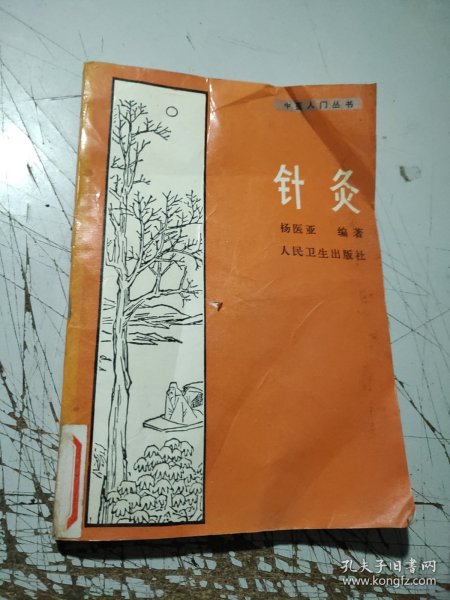 中医入门丛书
针灸
杨医亚 编著
人民卫生出版社
孔夫子旧书网
www.kongfz.com